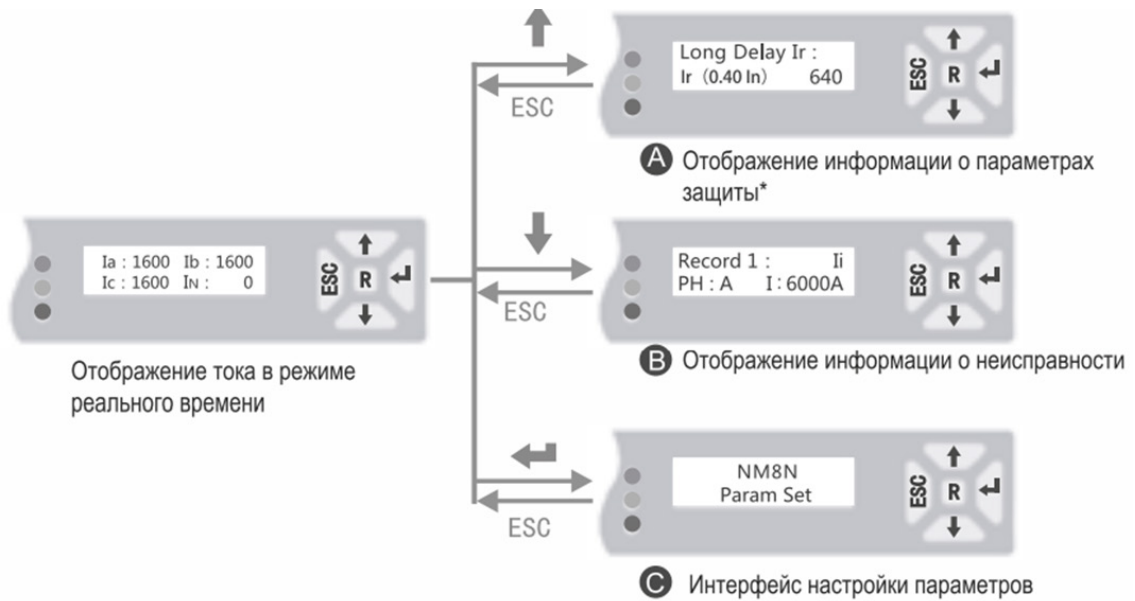 Ia : 1600 Ib : 1600
Ic : 1600 IN : 0
ESC
R
Отображение тока в режиме
реального времени
ESC
Long Delay Ir :
Ir (0.40 In) 640
ESC
R
A Отображение информации о параметрах
защиты*
ESC
Record 1 : Ii
PH : A I : 6000A
ESC
R
B Отображение информации о неисправности
ESC
NM8N
Param Set
ESC
R
C Интерфейс настройки параметров